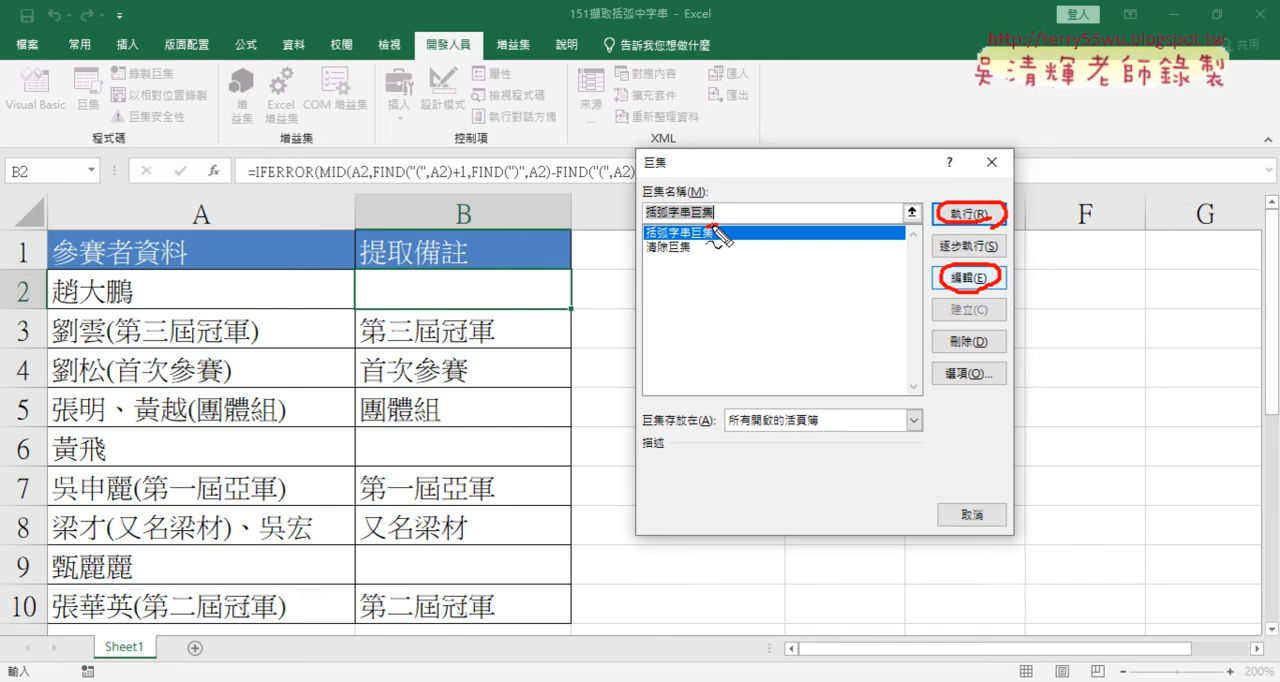 151擷取括弧中字串 - Excel
登入
檔案 常用 插入 版面配置 公式 資料 校閱 檢視 開發人員 增益集 說明 告訴我您想做什麼 共用
http://terry55wu.blogspot.tw
吳清輝老師錄製
Visual Basic 巨集 錄製巨集 以相對位置錄製 巨集安全性
增益集 Excel 增益集 COM 增益集
插入 設計模式 屬性 檢視程式碼 執行對話方塊
來源... 對應內容 擴充套件 重新整理資料 匯入 匯出
程式碼 增益集 控制項 XML
B2 fx =IFERROR(MID(A2,FIND("(",A2)+1,FIND(")",A2)-FIND("(",A2)
A B F G
1 參賽者資料 提取備註
2 趙大鵬
3 劉雲(第三屆冠軍) 第三屆冠軍
4 劉松(首次參賽) 首次參賽
5 張明、黃越(團體組) 團體組
6 黃飛
7 吳申麗(第一屆亞軍) 第一屆亞軍
8 梁才(又名梁材)、吳宏 又名梁材
9 甄麗麗
10 張華英(第二屆冠軍) 第二屆冠軍
巨集 ?
巨集名稱(M):
括弧字串巨集
括弧字串巨集
清除巨集
執行(R)
逐步執行(S)
編輯(E)
建立(C)
刪除(D)
選項(O)...
巨集存放在(A): 所有開啟的活頁簿
描述
取消
Sheet1
輸入 200%